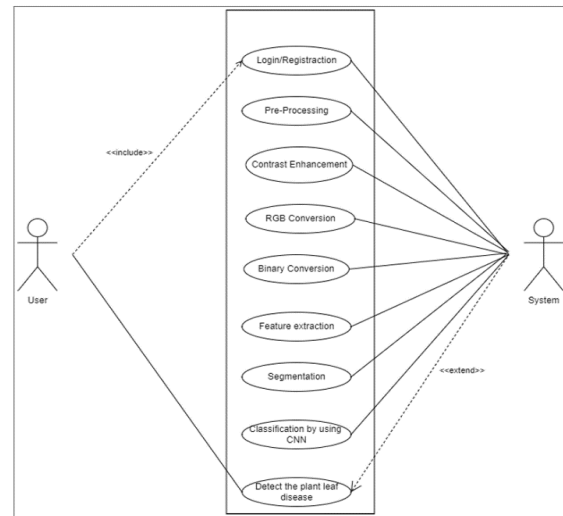 Login/Registraction
Pre-Processing
<<include>>
Contrast Enhancement
RGB Conversion
Binary Conversion
User
System
Feature extraction
<<extend>>
Segmentation
Classification by using
CNN
Detect the plant leaf
disease